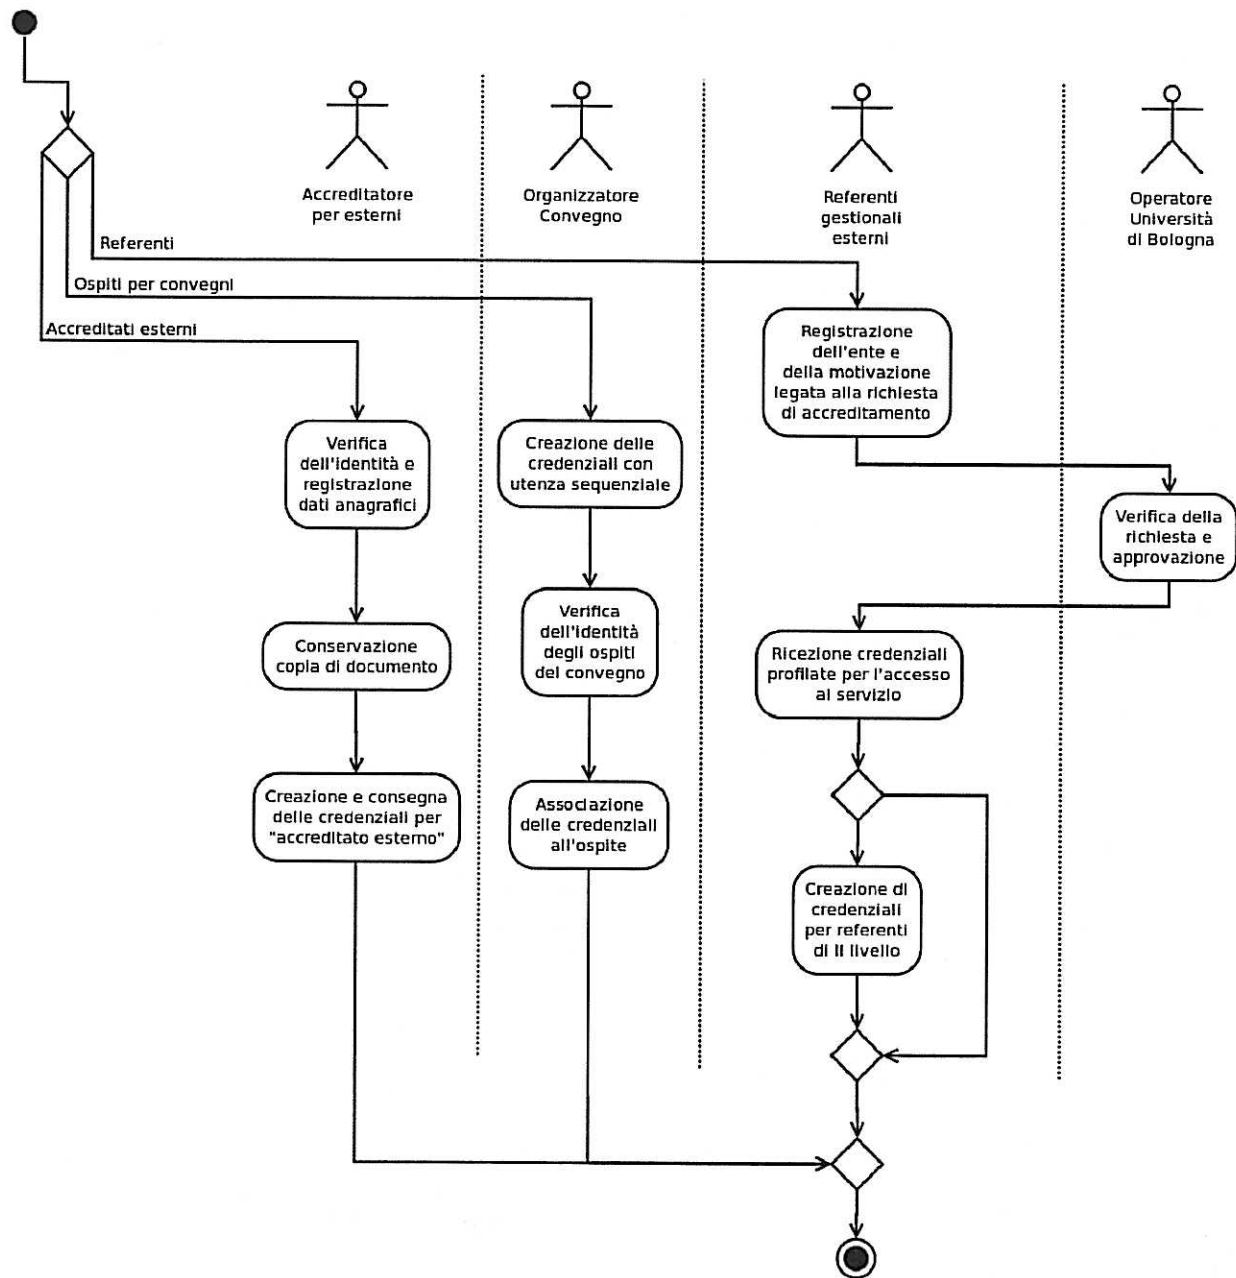 Accreditatore
per esterni
Organizzatore
Convegno
Referenti
gestionali
esterni
Operatore
Università
di Bologna
Referenti
Ospiti per convegni
Accreditati esterni
Registrazione
dell'ente e
della motivazione
legata alla richiesta
di accreditamento
Verifica
dell'identità e
registrazione
dati anagrafici
Creazione delle
credenziali con
utenza sequenziale
Verifica della
richiesta e
approvazione
Conservazione
copia di documento
Verifica
dell'identità
degli ospiti
del convegno
Ricezione credenziali
profilate per l'accesso
al servizio
Creazione e consegna
delle credenziali per
"accreditato esterno"
Associazione
delle credenziali
all'ospite
Creazione di
credenziali
per referenti
di II livello